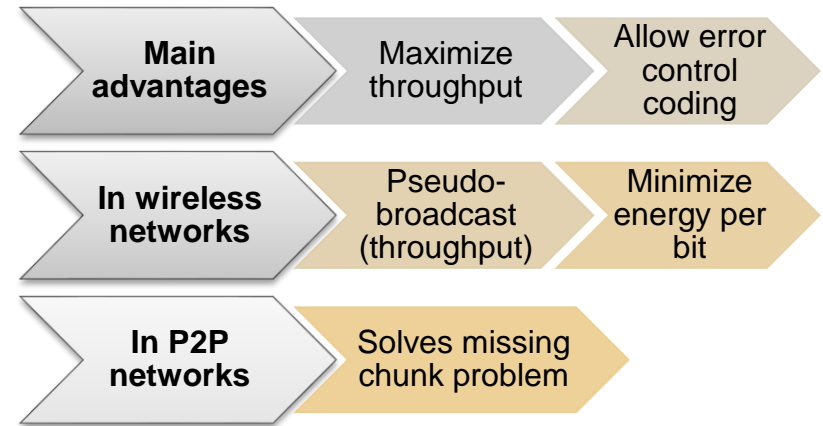 Main
advantages
Maximize
throughput
Allow error
control
coding
In wireless
networks
Pseudo-
broadcast
(throughput)
Minimize
energy per
bit
In P2P
networks
Solves missing
chunk problem